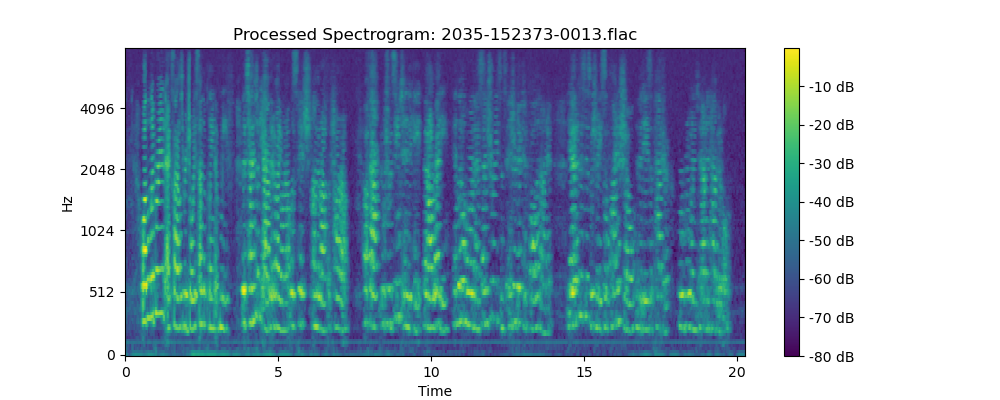 Processed Spectrogram: 2035-152373-0013.flac
Hz
4096
2048
1024
512
0
0 5 10 15 20
Time
-10 dB
-20 dB
-30 dB
-40 dB
-50 dB
-60 dB
-70 dB
-80 dB